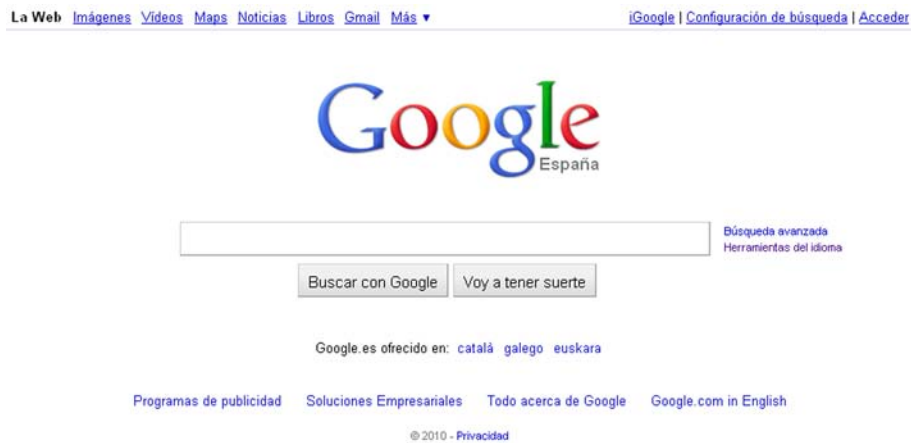 La Web Imágenes Vídeos Maps Noticias Libros Gmail Más ▼ iGoogle | Configuración de búsqueda | Acceder
Google
España
Búsqueda avanzada
Herramientas del idioma
Buscar con Google Voy a tener suerte
Google.es ofrecido en: català galego euskara
Programas de publicidad Soluciones Empresariales Todo acerca de Google Google.com in English
© 2010 - Privacidad